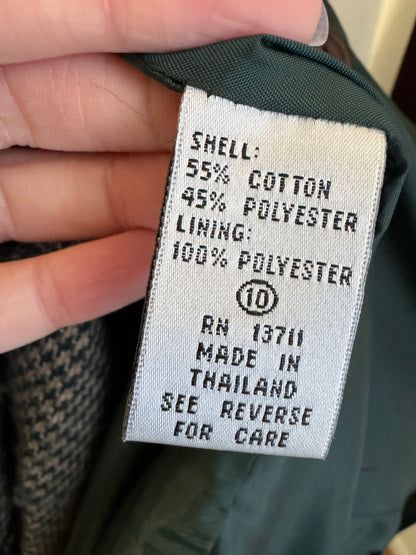 SHELL:
55% COTTON
45% POLYESTER
LINING:
100% POLYESTER
10
RN 13711
MADE IN
THAILAND
SEE REVERSE
FOR CARE